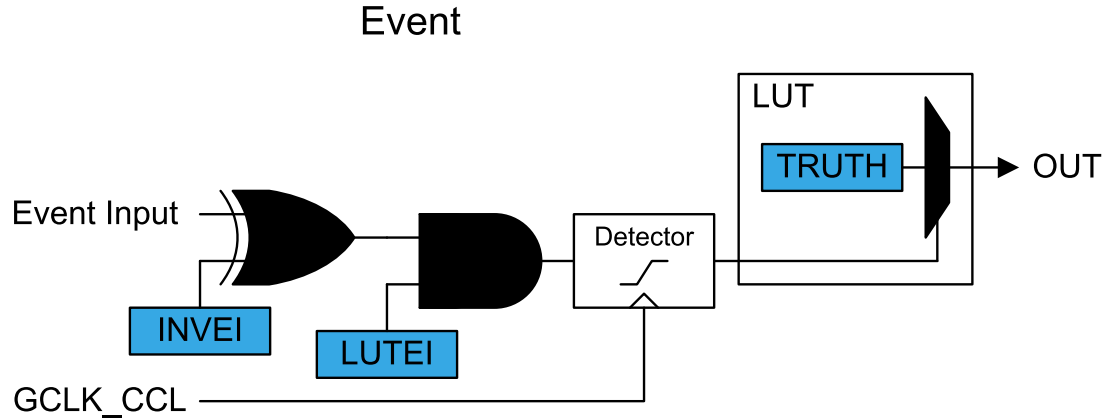 Event
LUT
TRUTH
OUT
Event Input
Detector
INVEI
LUTEI
GCLK_CCL